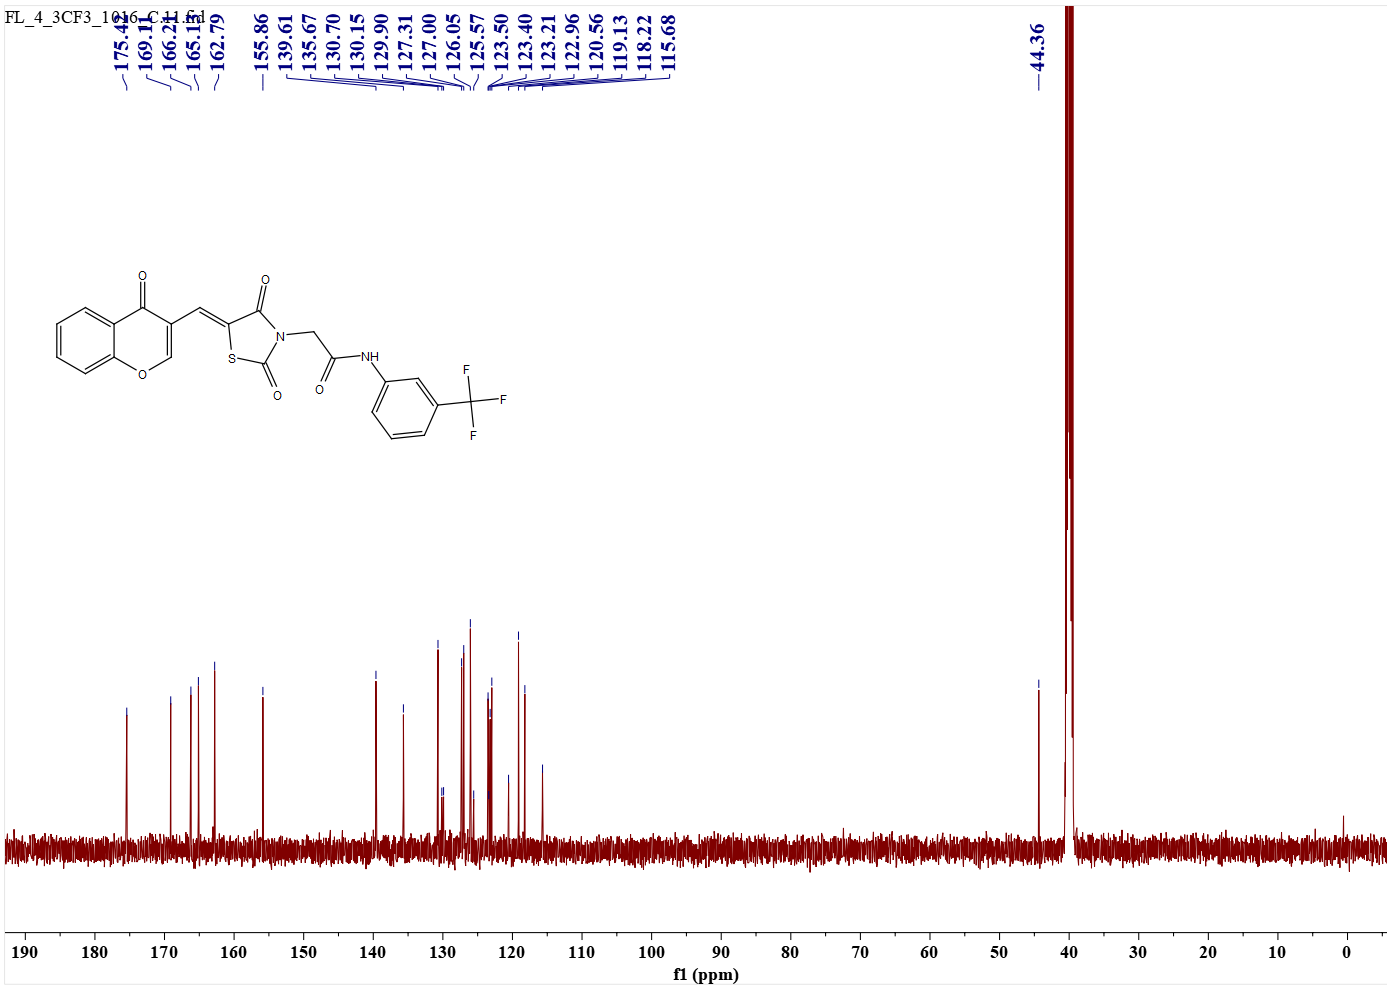 FL_4_3CF3_1016_C.11.fid
175.42
169.11
166.21
165.13
162.79
155.86
139.61
135.67
130.70
130.15
129.90
127.31
127.00
126.05
125.57
123.50
123.40
123.21
122.96
120.56
119.13
118.22
115.68
44.36
O
O
O
N
S
O
O
NH
F
F
F
190 180 170 160 150 140 130 120 110 100 90 80 70 60 50 40 30 20 10 0
f1 (ppm)